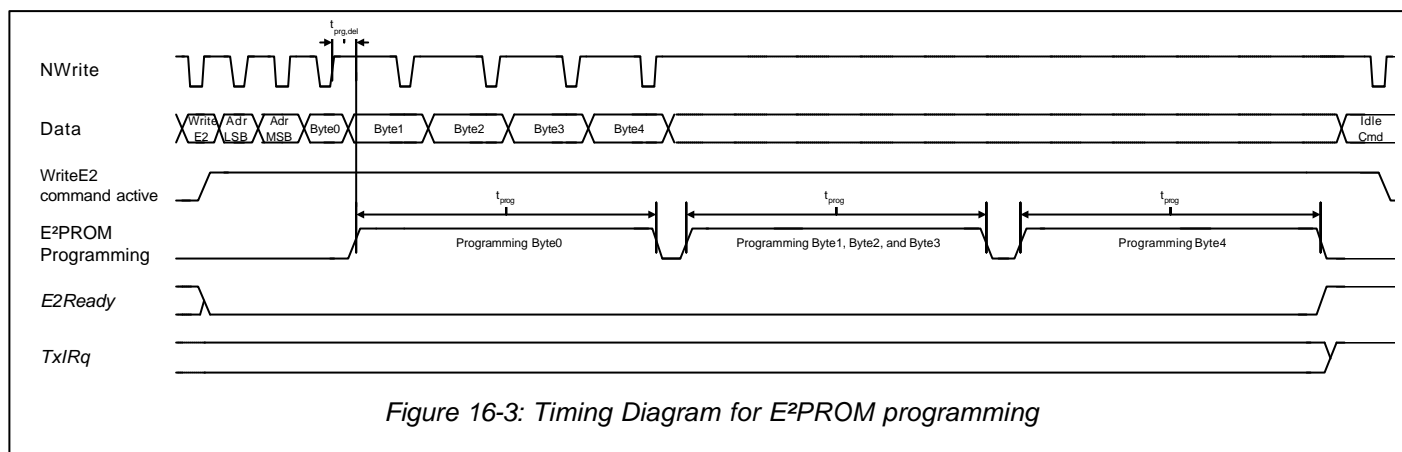 tprg,del
NWrite
Data
Write E2
Adr LSB
Adr MSB
Byte0
Byte1
Byte2
Byte3
Byte4
Idle Cmd
WriteE2
command active
tprog
tprog
tprog
E²PROM
Programming
Programming Byte0
Programming Byte1, Byte2, and Byte3
Programming Byte4
E2Ready
TxIRq
Figure 16-3: Timing Diagram for E²PROM programming